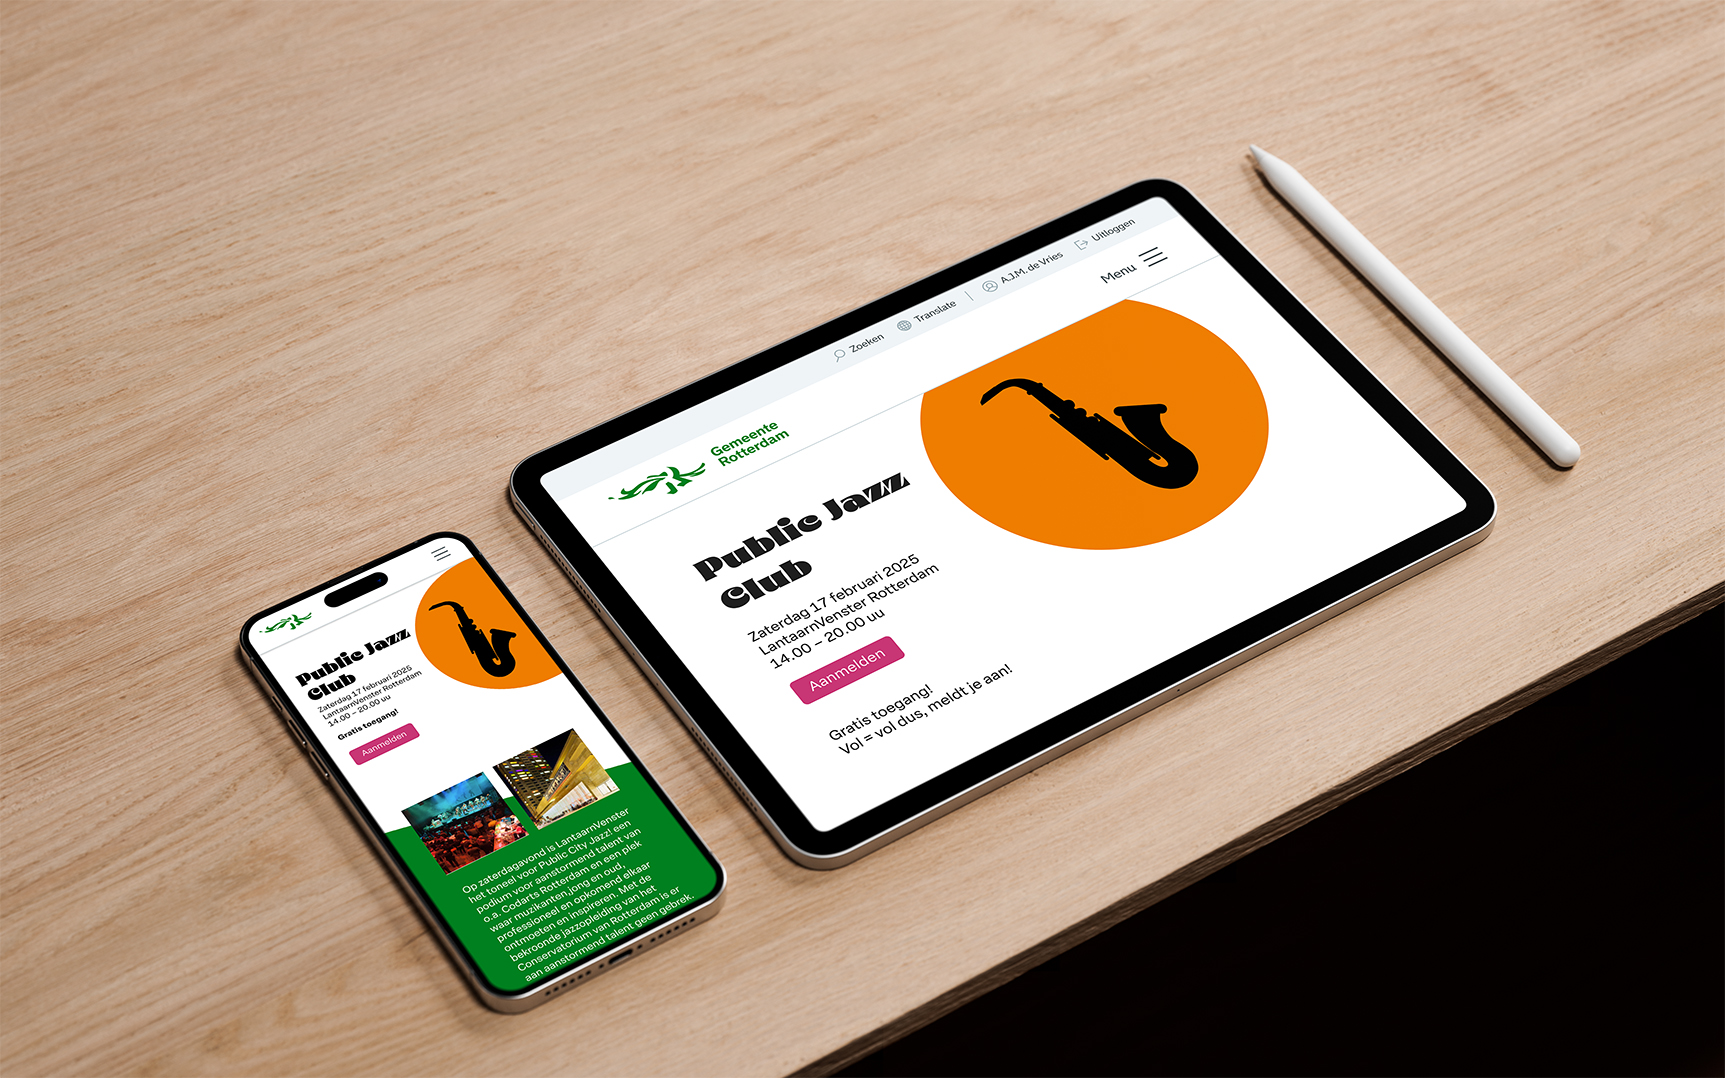 Zoeken
Translate
A.J.M. de Vries
Uitloggen
Menu
Gemeente
Rotterdam
Public Jazz
Club
Zaterdag 17 februari 2025
LantaarnVenster Rotterdam
14.00 – 20.00 uu
Aanmelden
Gratis toegang!
Vol = vol dus, meldt je aan!
Public Jazz
Club
Zaterdag 17 februari 2025
LantaarnVenster Rotterdam
14.00 – 20.00 uu
Gratis toegang!
Aanmelden
Op zaterdagavond is LantaarnVenster
het toneel voor Public City Jazz! een
podium voor aanstormend talent van
o.a. Codarts Rotterdam en een plek
waar muzikanten,jong en oud,
professioneel en opkomend elkaar
ontmoeten en inspireren. Met de
bekroonde jazzopleiding van het
Conservatorium van Rotterdam is er
aan aanstormend talent geen gebrek.